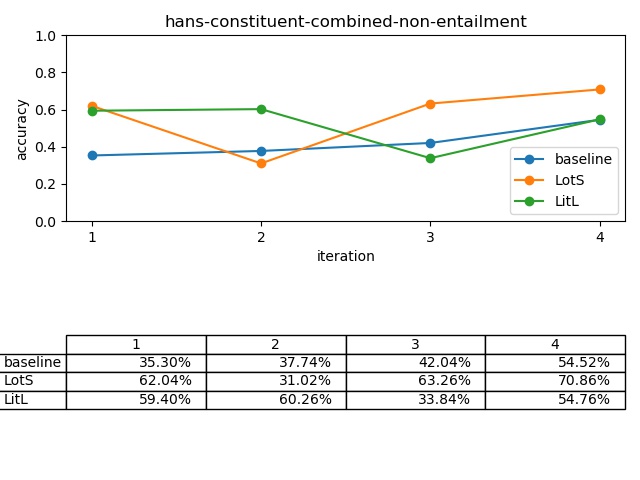 hans-constituent-combined-non-entailment
1.0
0.8
0.6
0.4
0.2
0.0
accuracy
1 2 3 4
iteration
baseline
LotS
LitL
1 2 3 4
baseline 35.30% 37.74% 42.04% 54.52%
LotS 62.04% 31.02% 63.26% 70.86%
LitL 59.40% 60.26% 33.84% 54.76%